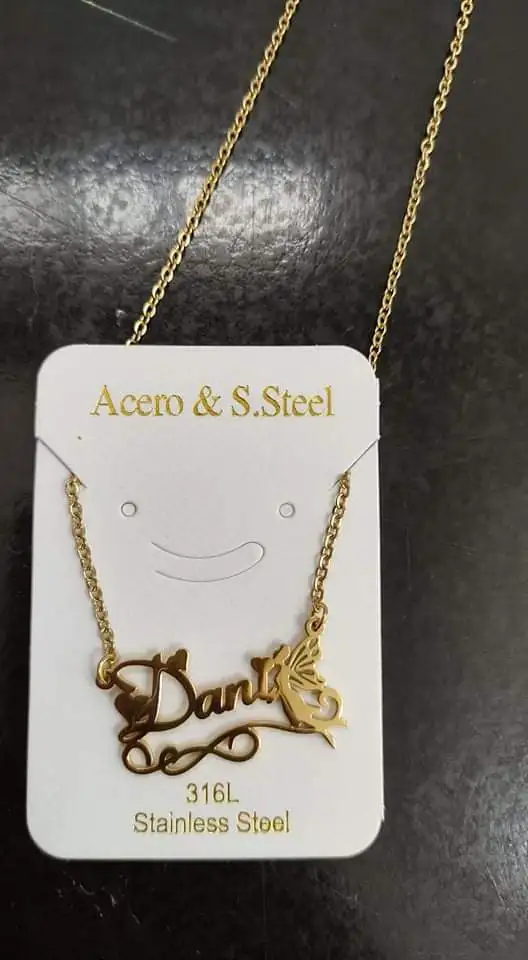 Acero & S.Steel
Dani
316L
Stainless Steel